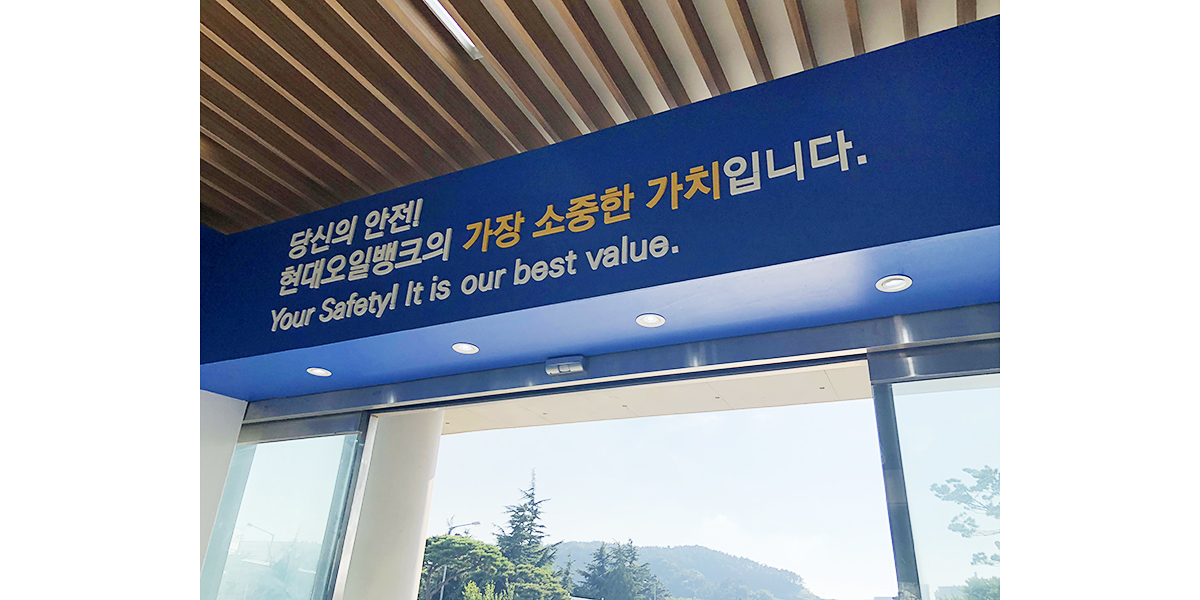 당신의 안전!
현대오일뱅크의 가장 소중한 가치입니다.
Your Safety! It is our best value.